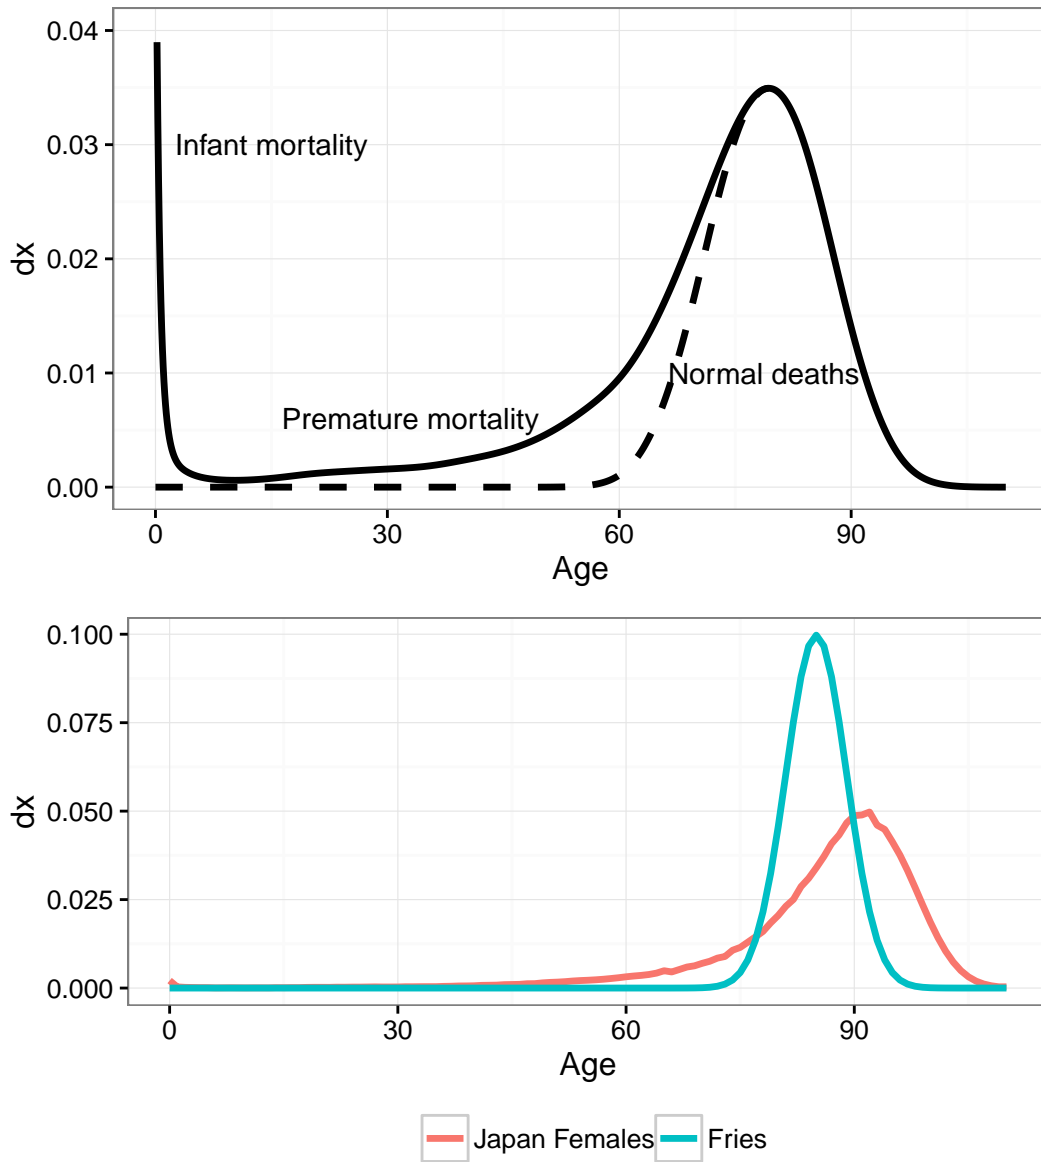 0.04
Infant mortality
0.03
dx
0.02
0.01
Normal deaths
Premature mortality
0.00
0 30 60 90
Age
0.100
0.075
dx
0.050
0.025
0.000
0 30 60 90
Age
Japan Females Fries